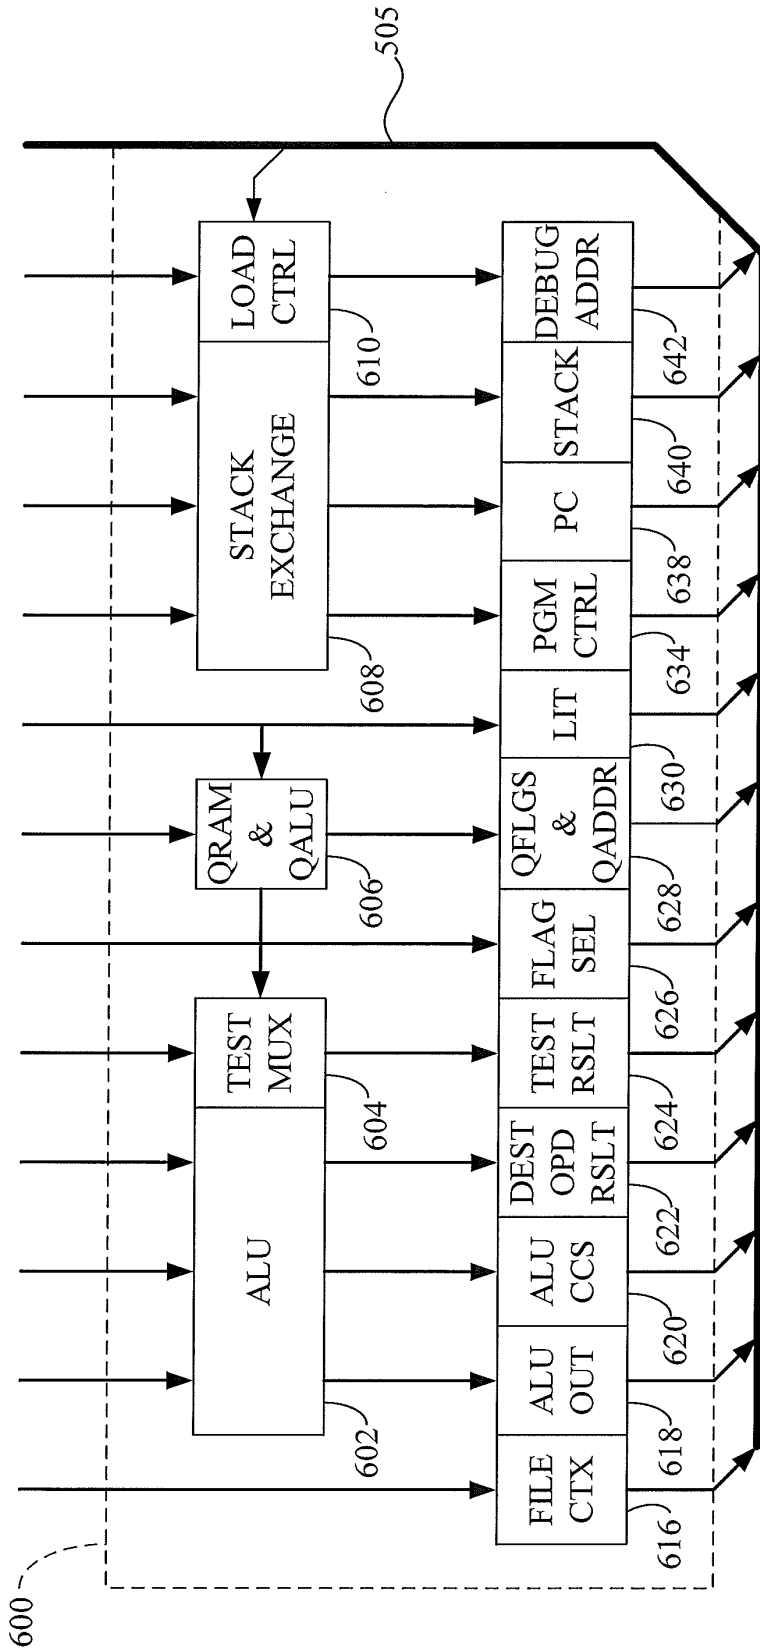 600
505
ALU
TEST
MUX
QRAM
&
QALU
STACK
EXCHANGE
LOAD
CTRL
602
604
606
608
610
FILE
CTX
ALU
OUT
ALU
CCS
DEST
OPD
RSLT
TEST
RSLT
FLAG
SEL
QFLGS
&
QADDR
LIT
PGM
CTRL
PC
STACK
DEBUG
ADDR
616
618
620
622
624
626
628
630
634
638
640
642